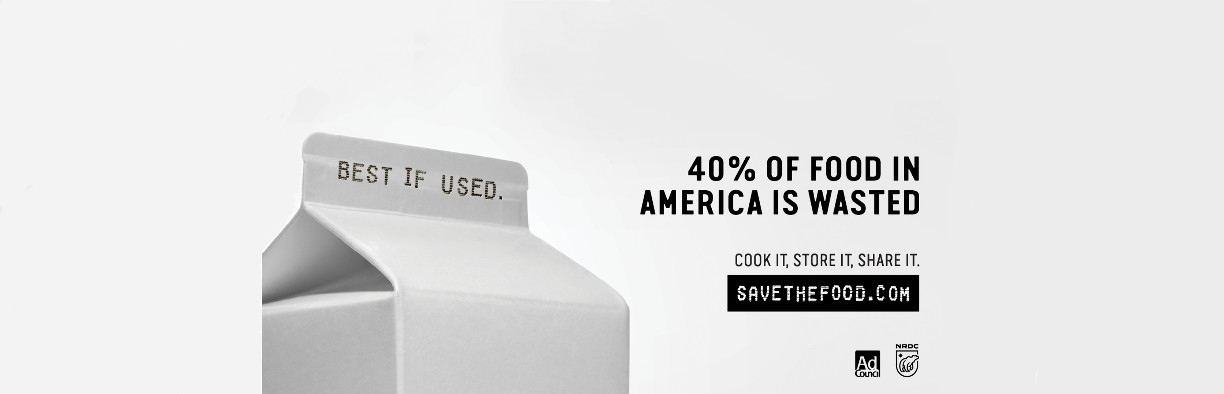 BEST IF USED.
40% OF FOOD IN
AMERICA IS WASTED
COOK IT, STORE IT, SHARE IT.
SAVETHEFOOD.COM
NRDC
Ad
Council